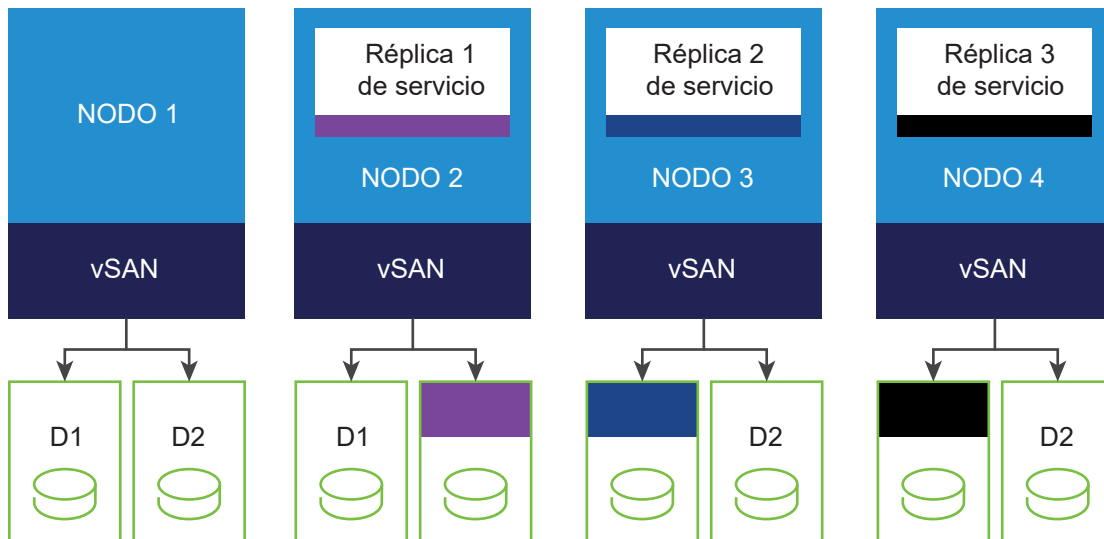 NODO 1
Réplica 1
de servicio
NODO 2
Réplica 2
de servicio
NODO 3
Réplica 3
de servicio
NODO 4
vSAN
vSAN
vSAN
vSAN
D1
D2
D1
D2
D2